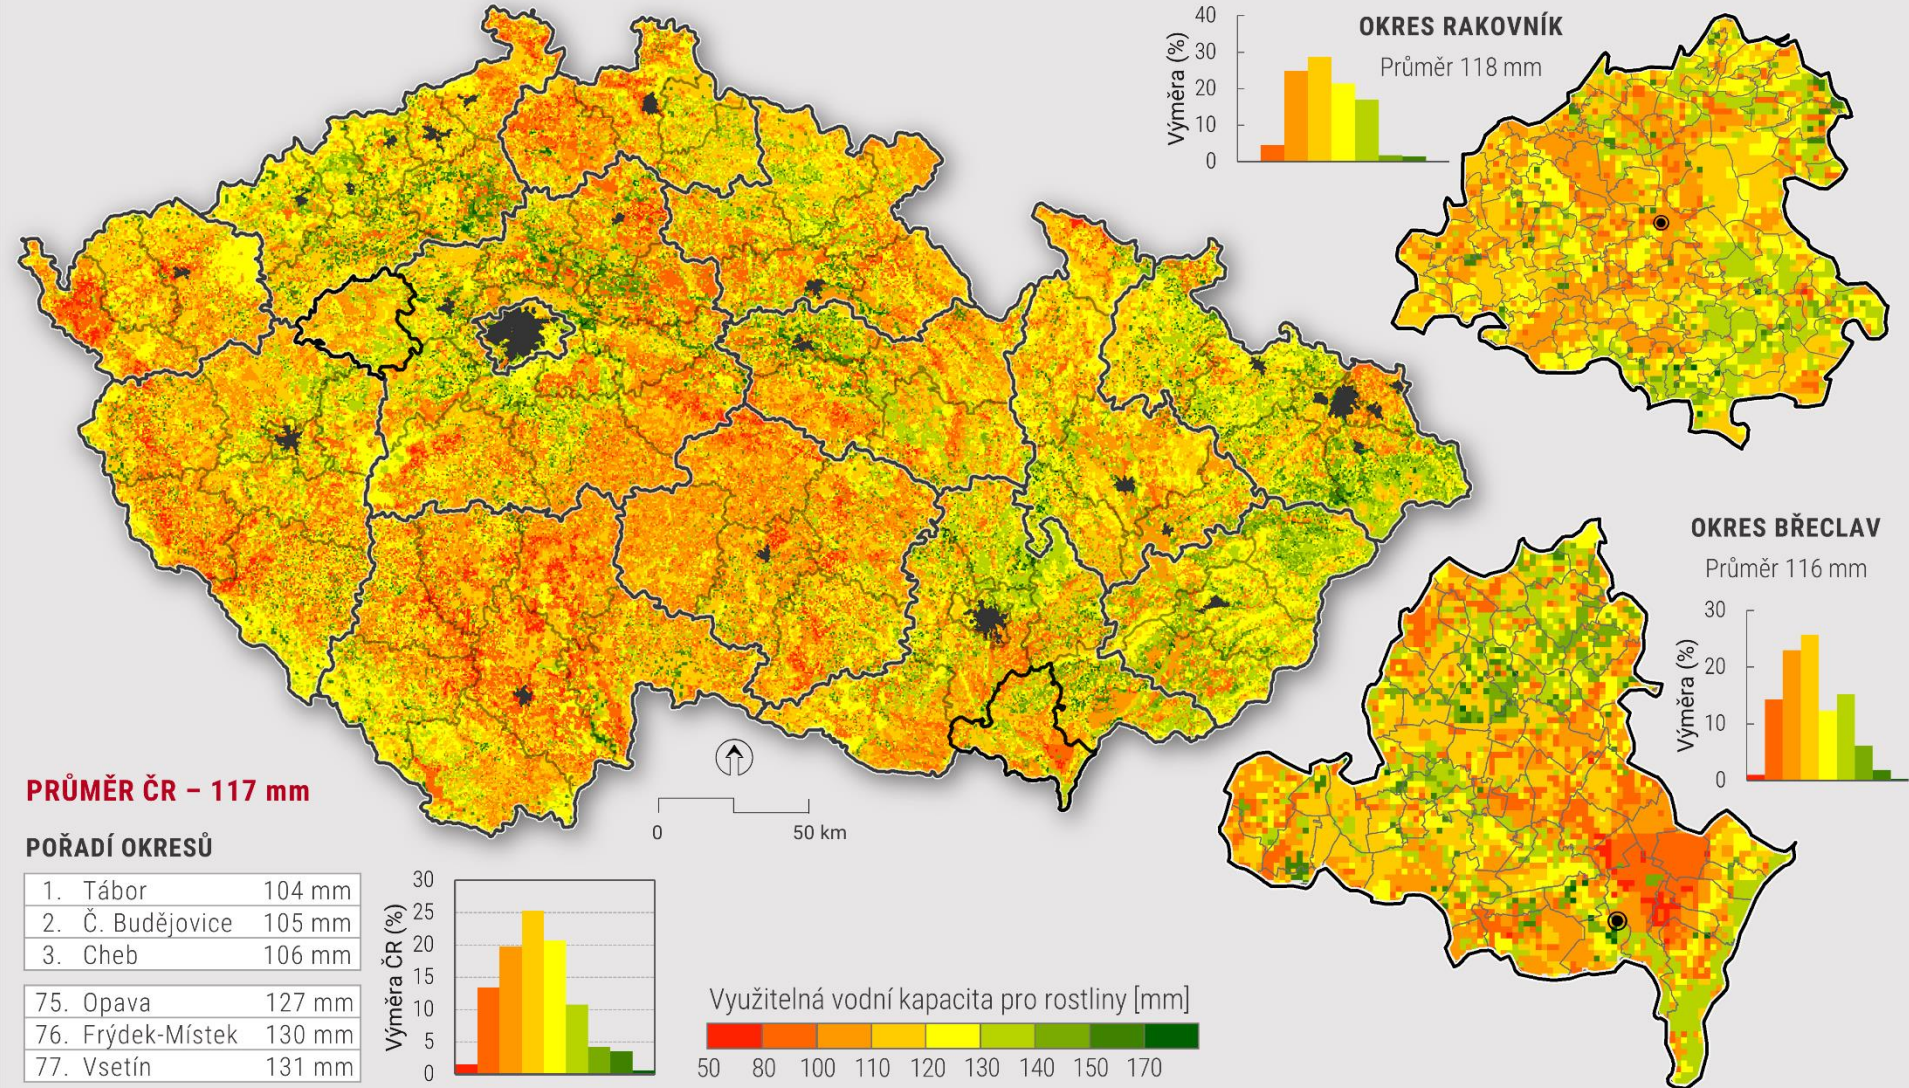 OKRES RAKOVNÍK
Průměr 118 mm
Výměra (%)
40
30
20
10
0
OKRES BŘECLAV
Průměr 116 mm
Výměra (%)
30
20
10
0
0
50 km
PRŮMĚR ČR – 117 mm
POŘADÍ OKRESŮ
1. Tábor 104 mm
2. Č. Budějovice 105 mm
3. Cheb 106 mm
75. Opava 127 mm
76. Frýdek-Místek 130 mm
77. Vsetín 131 mm
Výměra ČR (%)
30
25
20
15
10
5
0
Využitelná vodní kapacita pro rostliny [mm]
50 80 100 110 120 130 140 150 170